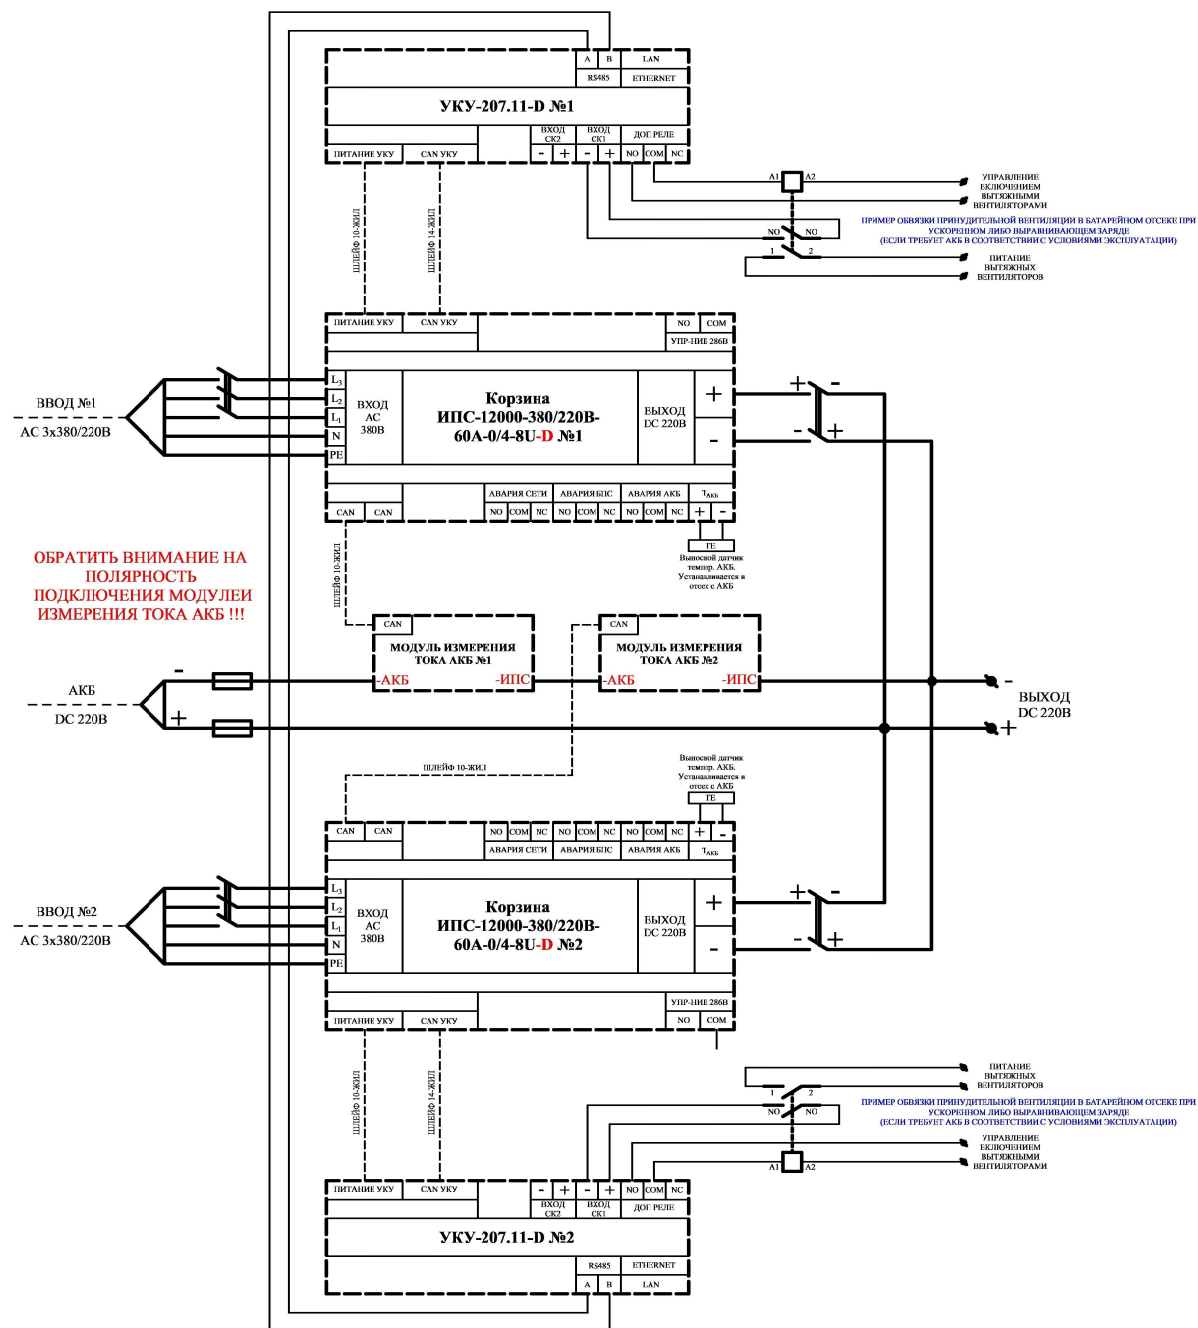 A B LAN
RS485 ETHERNET
УКУ-207.11-D №1
ВХОД СК2 ВХОД СК1 ДОП РЕЛЕ
ПИТАНИЕ УКУ CAN УКУ - + - + NO COM NC
ШЛЕЙФ 10-ЖИЛ
ШЛЕЙФ 14-ЖИЛ
A1 A2
УПРАВЛЕНИЕ
ВКЛЮЧЕНИЕМ
ВЫТЯЖНЫМИ
ВЕНТИЛЯТОРАМИ
ПРИМЕР ОБВЯЗКИ ПРИНУДИТЕЛЬНОЙ ВЕНТИЛЯЦИИ В БАТАРЕЙНОМ ОТСЕКЕ ПРИ
УСКОРЕННОМ ЛИБО ВЫРАВНИВАЮЩЕМ ЗАРЯДЕ
(ЕСЛИ ТРЕБУЕТ АКБ В СООТВЕТСТВИИ С УСЛОВИЯМИ ЭКСПЛУАТАЦИИ)
NO NO
1 2
ПИТАНИЕ
ВЫТЯЖНЫХ
ВЕНТИЛЯТОРОВ
ПИТАНИЕ УКУ CAN УКУ NO COM
УПР-НИЕ 286В
ВВОД №1
AC 3x380/220В
L3
L2
L1
N
PE
ВХОД
AC
380В
Корзина
ИПС-12000-380/220В-
60А-0/4-8U-D №1
ВЫХОД
DC 220В
+
-
+ -
- +
АВАРИЯ СЕТИ АВАРИЯ БПС АВАРИЯ АКБ TАКБ
CAN CAN NO COM NC NO COM NC NO COM NC + -
TE
Выносной датчик
темпер. АКБ.
Устанавливается в
отсек с АКБ
ШЛЕЙФ 10-ЖИЛ
ОБРАТИТЬ ВНИМАНИЕ НА
ПОЛЯРНОСТЬ
ПОДКЛЮЧЕНИЯ МОДУЛЕЙ
ИЗМЕРЕНИЯ ТОКА АКБ !!!
CAN
МОДУЛЬ ИЗМЕРЕНИЯ
ТОКА АКБ №1
-АКБ -ИПС
CAN
МОДУЛЬ ИЗМЕРЕНИЯ
ТОКА АКБ №2
-АКБ -ИПС
АКБ
DC 220В
-
+
-
ВЫХОД
DC 220В
+
ШЛЕЙФ 10-ЖИЛ
Выносной датчик
темпер. АКБ.
Устанавливается в
отсек с АКБ
TE
CAN CAN NO COM NC NO COM NC NO COM NC + -
АВАРИЯ СЕТИ АВАРИЯ БПС АВАРИЯ АКБ TАКБ
ВВОД №2
AC 3x380/220В
L3
L2
L1
N
PE
ВХОД
AC
380В
Корзина
ИПС-12000-380/220В-
60А-0/4-8U-D №2
ВЫХОД
DC 220В
+
-
+ -
- +
УПР-НИЕ 286В
ПИТАНИЕ УКУ CAN УКУ NO COM
ШЛЕЙФ 10-ЖИЛ
ШЛЕЙФ 14-ЖИЛ
ПИТАНИЕ
ВЫТЯЖНЫХ
ВЕНТИЛЯТОРОВ
1 2
NO NO
ПРИМЕР ОБВЯЗКИ ПРИНУДИТЕЛЬНОЙ ВЕНТИЛЯЦИИ В БАТАРЕЙНОМ ОТСЕКЕ ПРИ
УСКОРЕННОМ ЛИБО ВЫРАВНИВАЮЩЕМ ЗАРЯДЕ
(ЕСЛИ ТРЕБУЕТ АКБ В СООТВЕТСТВИИ С УСЛОВИЯМИ ЭКСПЛУАТАЦИИ)
УПРАВЛЕНИЕ
ВКЛЮЧЕНИЕМ
ВЫТЯЖНЫМИ
ВЕНТИЛЯТОРАМИ
A1 A2
ПИТАНИЕ УКУ CAN УКУ - + - + NO COM NC
ВХОД СК2 ВХОД СК1 ДОП РЕЛЕ
УКУ-207.11-D №2
RS485 ETHERNET
A B LAN